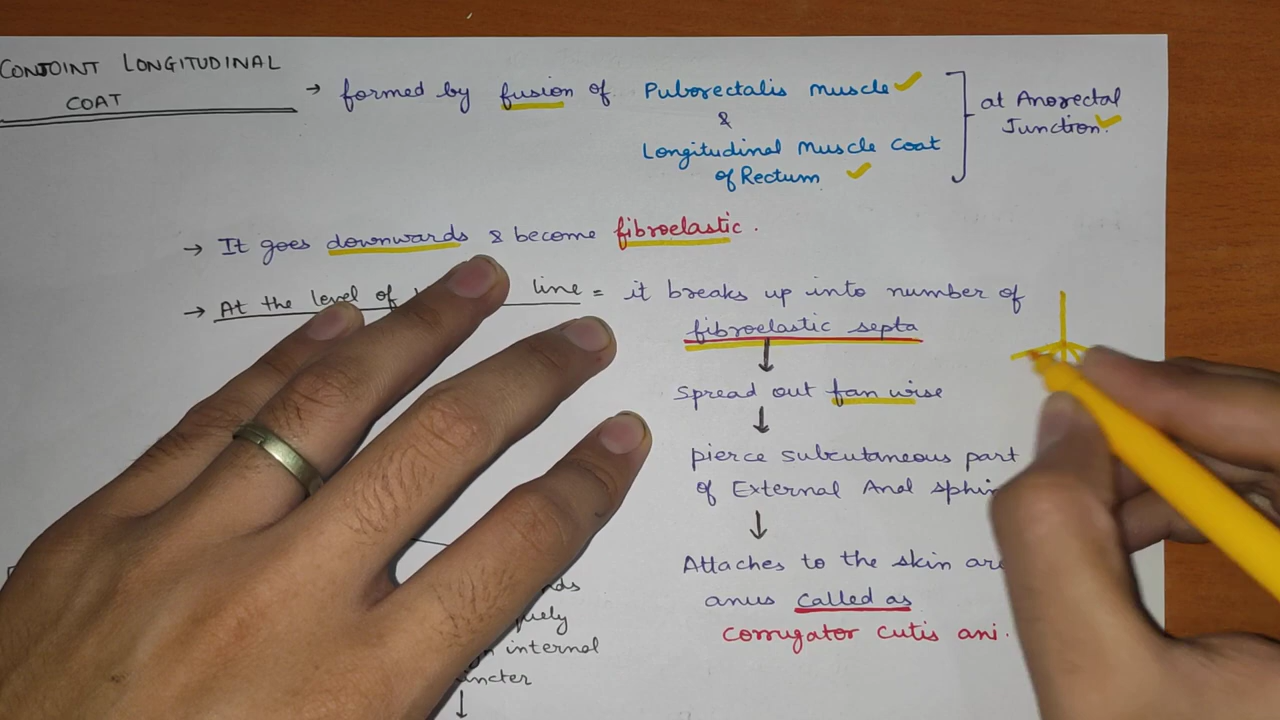 CONJOINT LONGITUDINAL
COAT
→ formed by fusion of
Puborectalis muscle
&
Longitudinal Muscle Coat
of Rectum
at Anorectal
Junction.
→ It goes downwards & become fibroelastic.
→ At the level of line = it breaks up into number of
fibroelastic septa
↓
Spread out fan wise
↓
pierce subcutaneous part
of External Anal
↓
Attaches to the skin
anus called as
corrugator cutis ani.
internal
↓